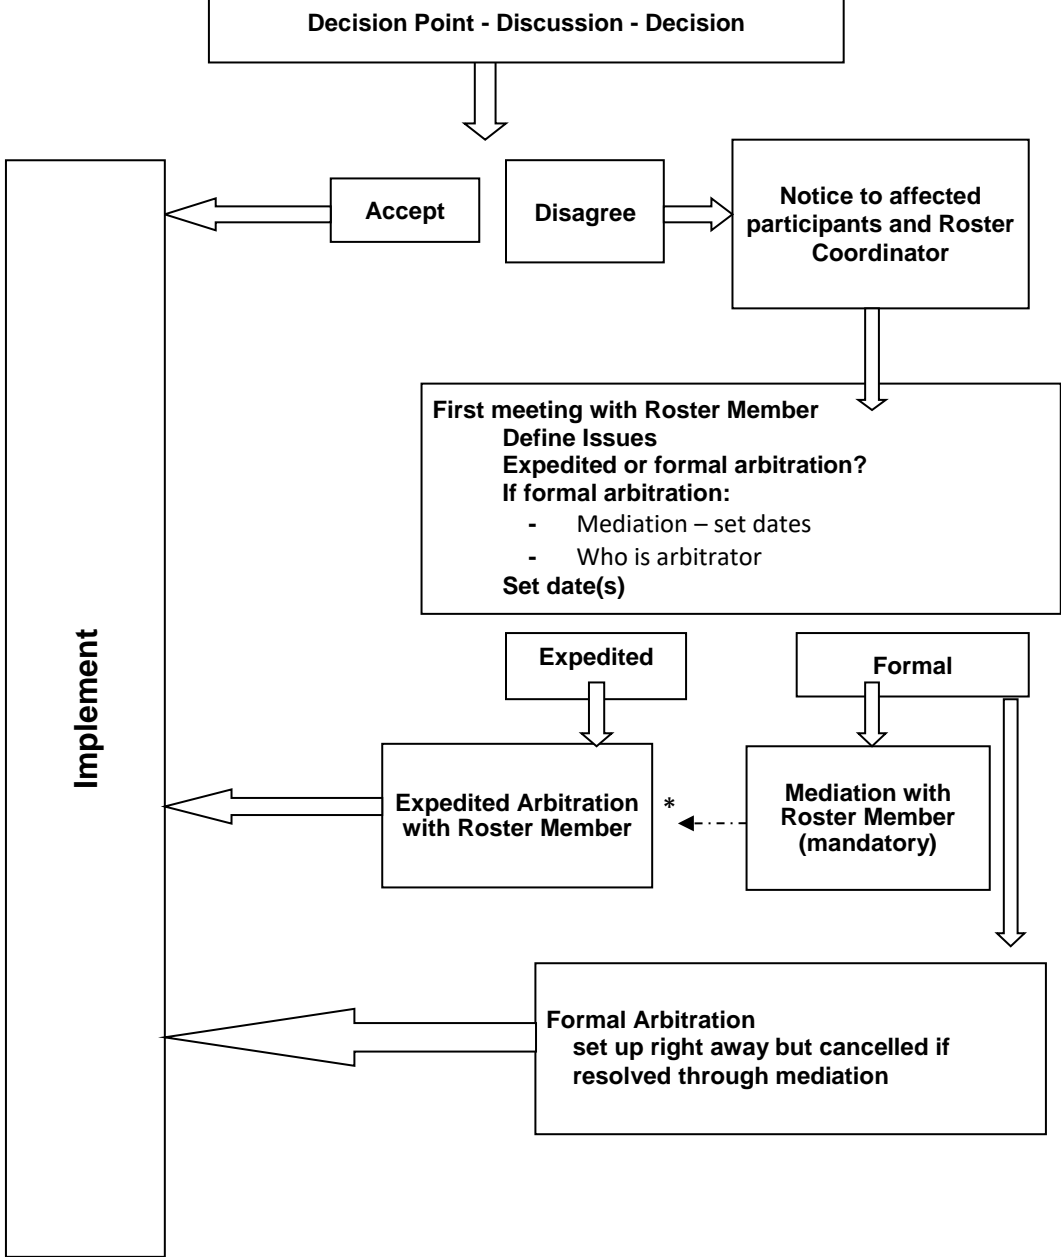 Decision Point - Discussion - Decision
Accept
Disagree
Notice to affected
participants and Roster
Coordinator
First meeting with Roster Member
Define Issues
Expedited or formal arbitration?
If formal arbitration:
- Mediation – set dates
- Who is arbitrator
Set date(s)
Implement
Expedited
Formal
Expedited Arbitration
with Roster Member
*
Mediation with
Roster Member
(mandatory)
Formal Arbitration
set up right away but cancelled if
resolved through mediation